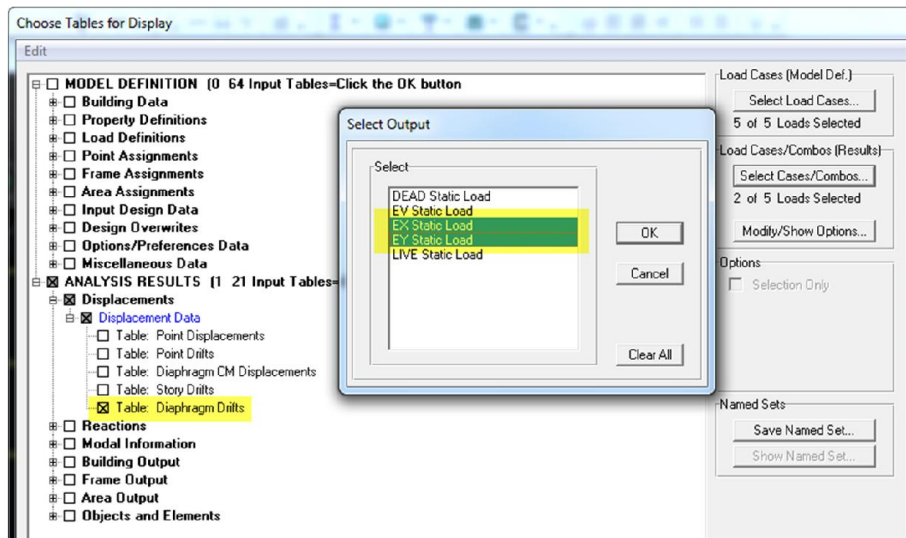 Choose Tables for Display
Edit
MODEL DEFINITION (0 64 Input Tables=Click the OK button
Building Data
Property Definitions
Load Definitions
Point Assignments
Frame Assignments
Area Assignments
Input Design Data
Design Overwrites
Options/Preferences Data
Miscellaneous Data
ANALYSIS RESULTS (1 21 Input Tables=
Displacements
Displacement Data
Table: Point Displacements
Table: Point Drifts
Table: Diaphragm CM Displacements
Table: Story Drifts
Table: Diaphragm Drifts
Reactions
Modal Information
Building Output
Frame Output
Area Output
Objects and Elements
Select Output
Select
DEAD Static Load
EV Static Load
EX Static Load
EY Static Load
LIVE Static Load
OK
Cancel
Clear All
Load Cases (Model Def.)
Select Load Cases...
5 of 5 Loads Selected
Load Cases/Combos (Results)
Select Cases/Combos...
2 of 5 Loads Selected
Modify/Show Options...
Options
Selection Only
Named Sets
Save Named Set...
Show Named Set...